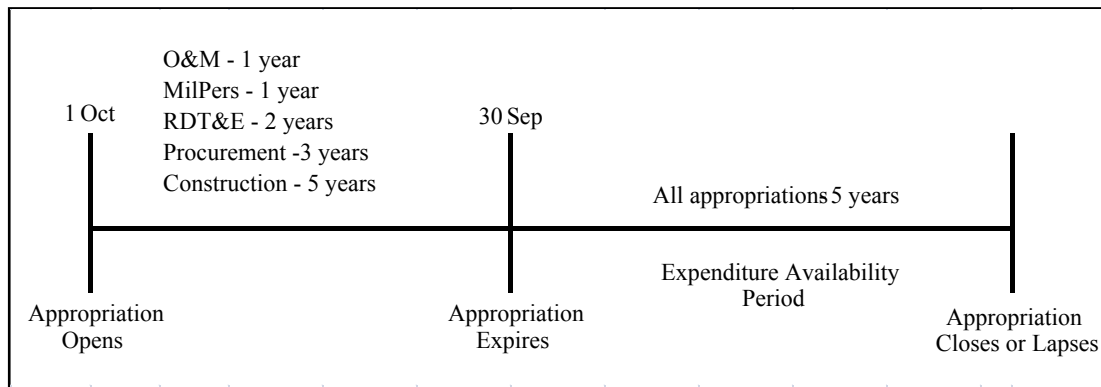 O&M - 1 year
MilPers - 1 year
1 Oct
RDT&E - 2 years
30 Sep
Procurement -3 years
Construction - 5 years
All appropriations-5 years
Expenditure Availability
Period
Appropriation
Opens
Appropriation
Expires
Appropriation
Closes or Lapses